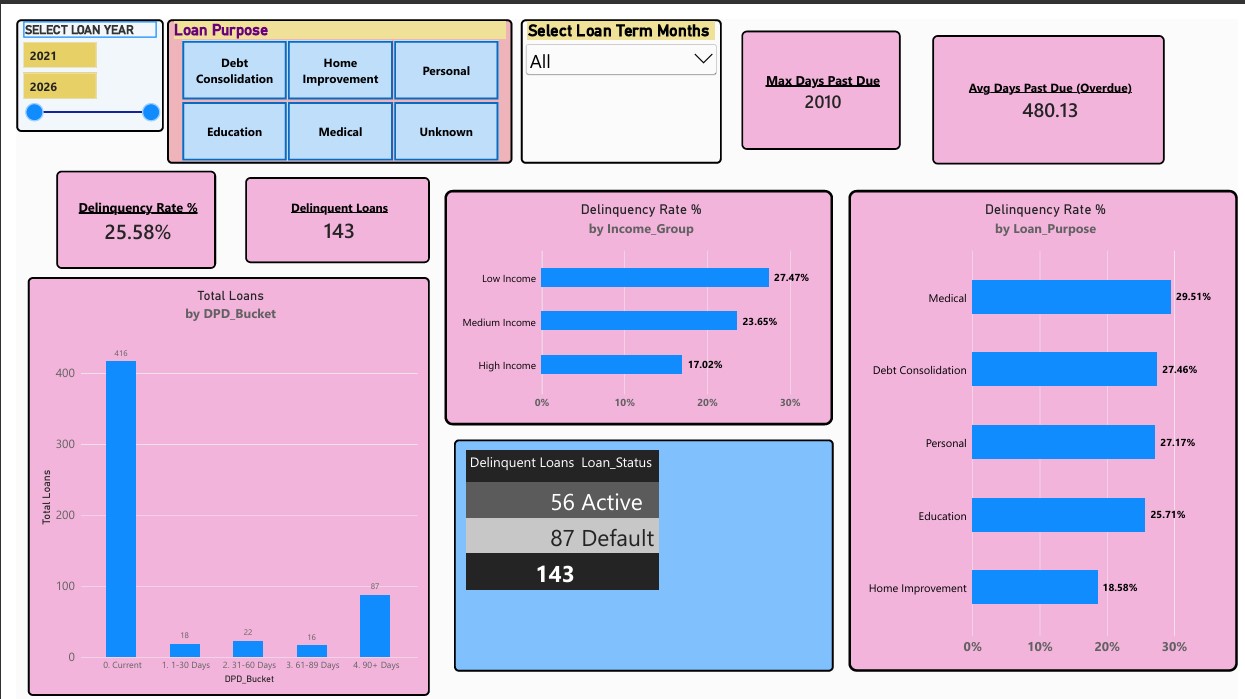 SELECT LOAN YEAR
2021
2026
Loan Purpose
Debt
Consolidation
Home
Improvement
Personal
Education
Medical
Unknown
Select Loan Term Months
All
Max Days Past Due
2010
Avg Days Past Due (Overdue)
480.13
Delinquency Rate %
25.58%
Delinquent Loans
143
Total Loans
by DPD_Bucket
Total Loans
400
300
200
100
0
416
18
22
16
87
0. Current
1. 1-30 Days
2. 31-60 Days
3. 61-89 Days
4. 90+ Days
DPD_Bucket
Delinquency Rate %
by Income_Group
Low Income 27.47%
Medium Income 23.65%
High Income 17.02%
0% 10% 20% 30%
Delinquent Loans Loan_Status
56 Active
87 Default
143
Delinquency Rate %
by Loan_Purpose
Medical 29.51%
Debt Consolidation 27.46%
Personal 27.17%
Education 25.71%
Home Improvement 18.58%
0% 10% 20% 30%